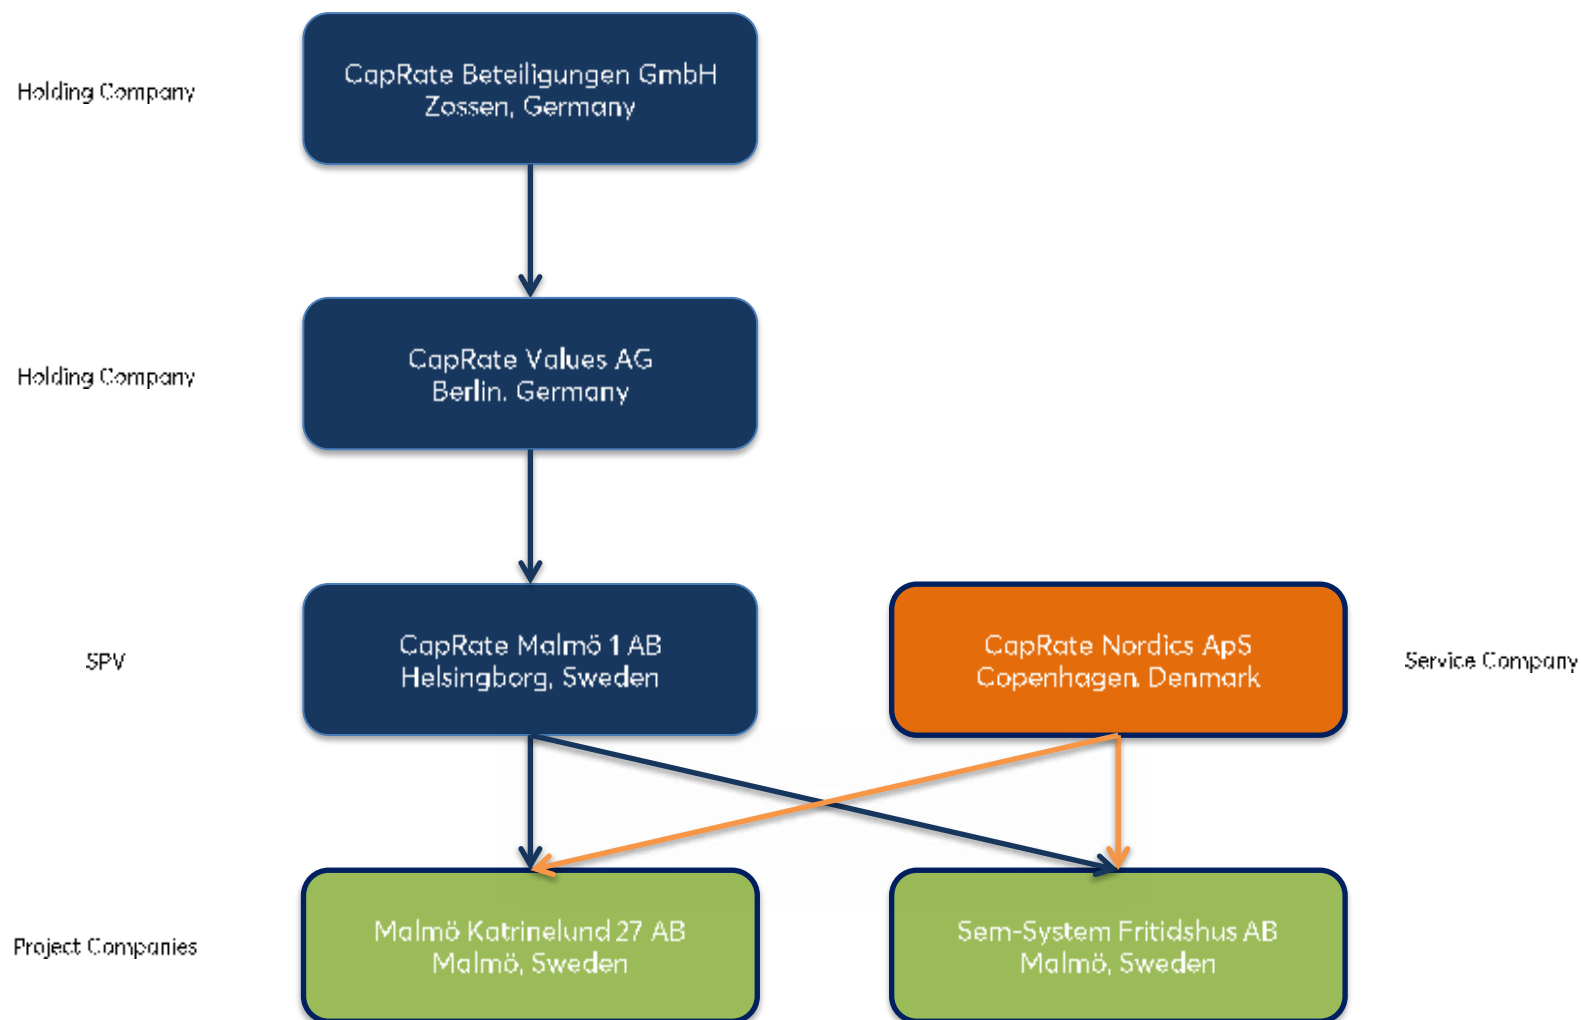 Holding Company
CapRate Beteiligungen GmbH
Zossen, Germany
Holding Company
CapRate Values AG
Berlin. Germany
SPV
CapRate Malmö 1 AB
Helsingborg, Sweden
CapRate Nordics ApS
Copenhagen. Denmark
Service Company
Project Companies
Malmö Katrinelund 27 AB
Malmö, Sweden
Sem-System Fritidshus AB
Malmö, Sweden